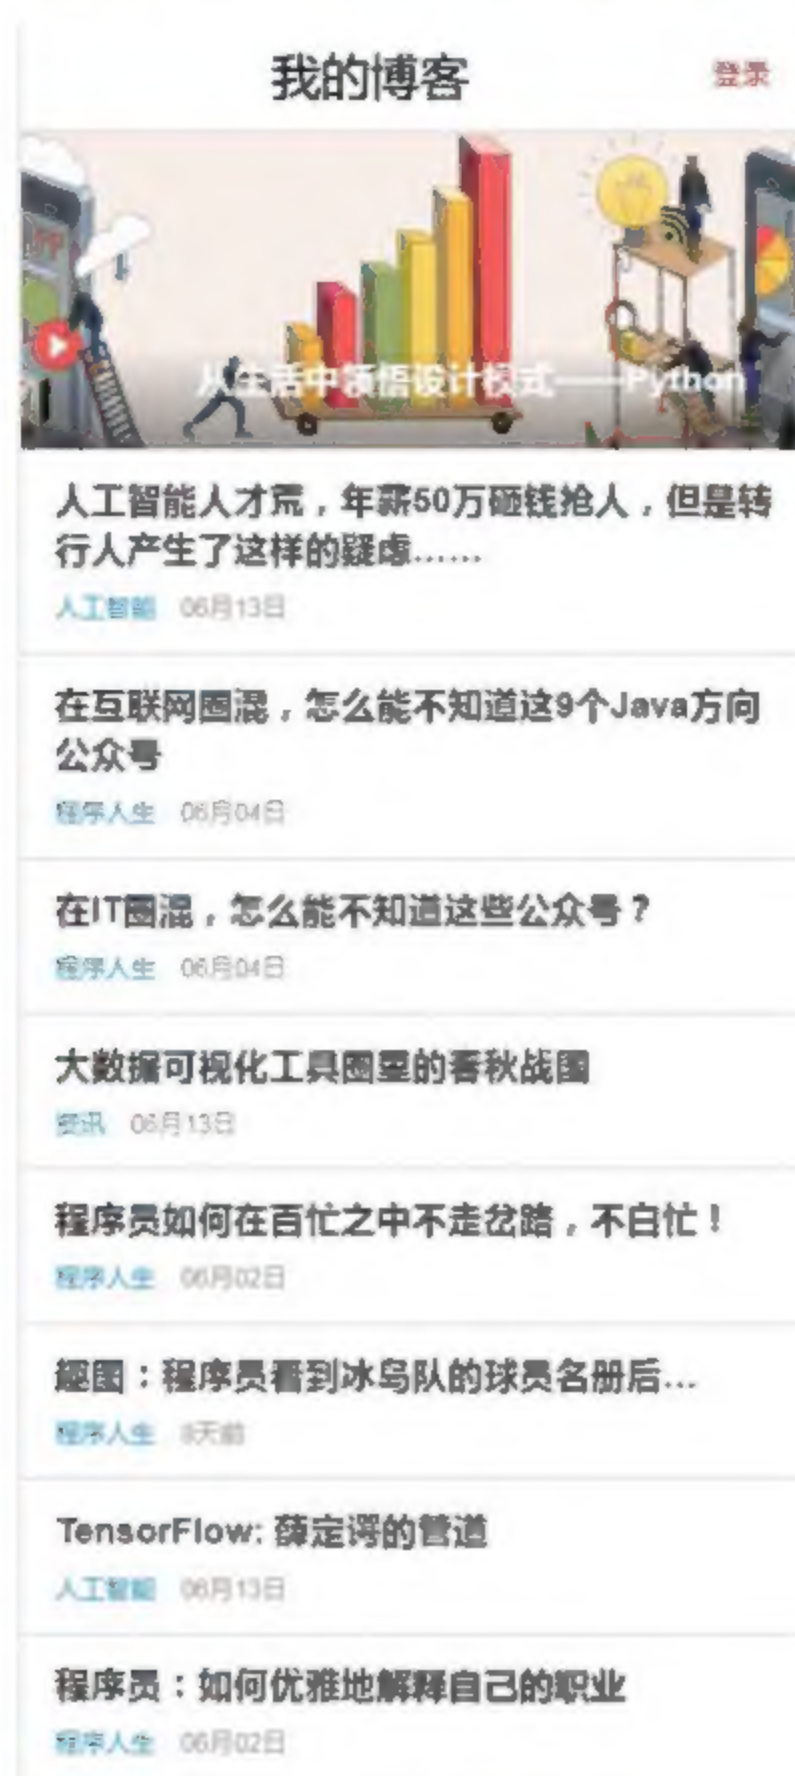 我的博客
登录
从生活中领悟设计模式——Python
人工智能人才荒，年薪50万砸钱抢人，但是转
行人产生了这样的疑虑……
人工智能 06月13日
在互联网圈混，怎么能不知道这9个Java方向
公众号
程序人生 06月04日
在IT圈混，怎么能不知道这些公众号？
程序人生 06月04日
大数据可视化工具圈里的春秋战国
资讯 06月13日
程序员如何在百忙之中不走岔路，不白忙！
程序人生 06月02日
趣图：程序员看到冰岛队的球员名册后...
程序人生 8天前
TensorFlow: 薛定谔的管道
人工智能 06月13日
程序员：如何优雅地解释自己的职业
程序人生 06月02日